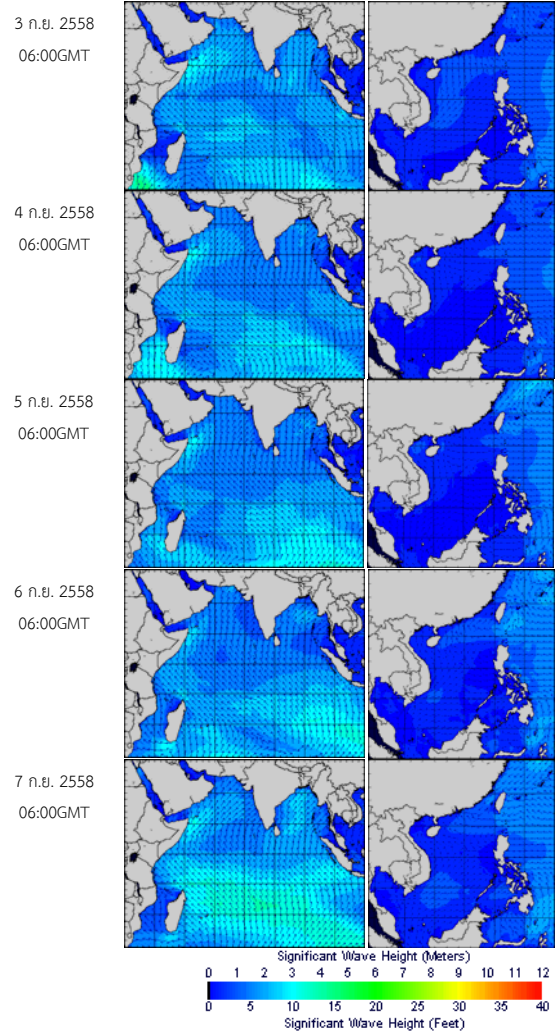 3 ก.ย. 2558
06:00GMT
4 ก.ย. 2558
06:00GMT
5 ก.ย. 2558
06:00GMT
6 ก.ย. 2558
06:00GMT
7 ก.ย. 2558
06:00GMT
Significant Wave Height (Meters)
0 1 2 3 4 5 6 7 8 9 10 11 12
0 5 10 15 20 25 30 35 40
Significant Wave Height (Feet)